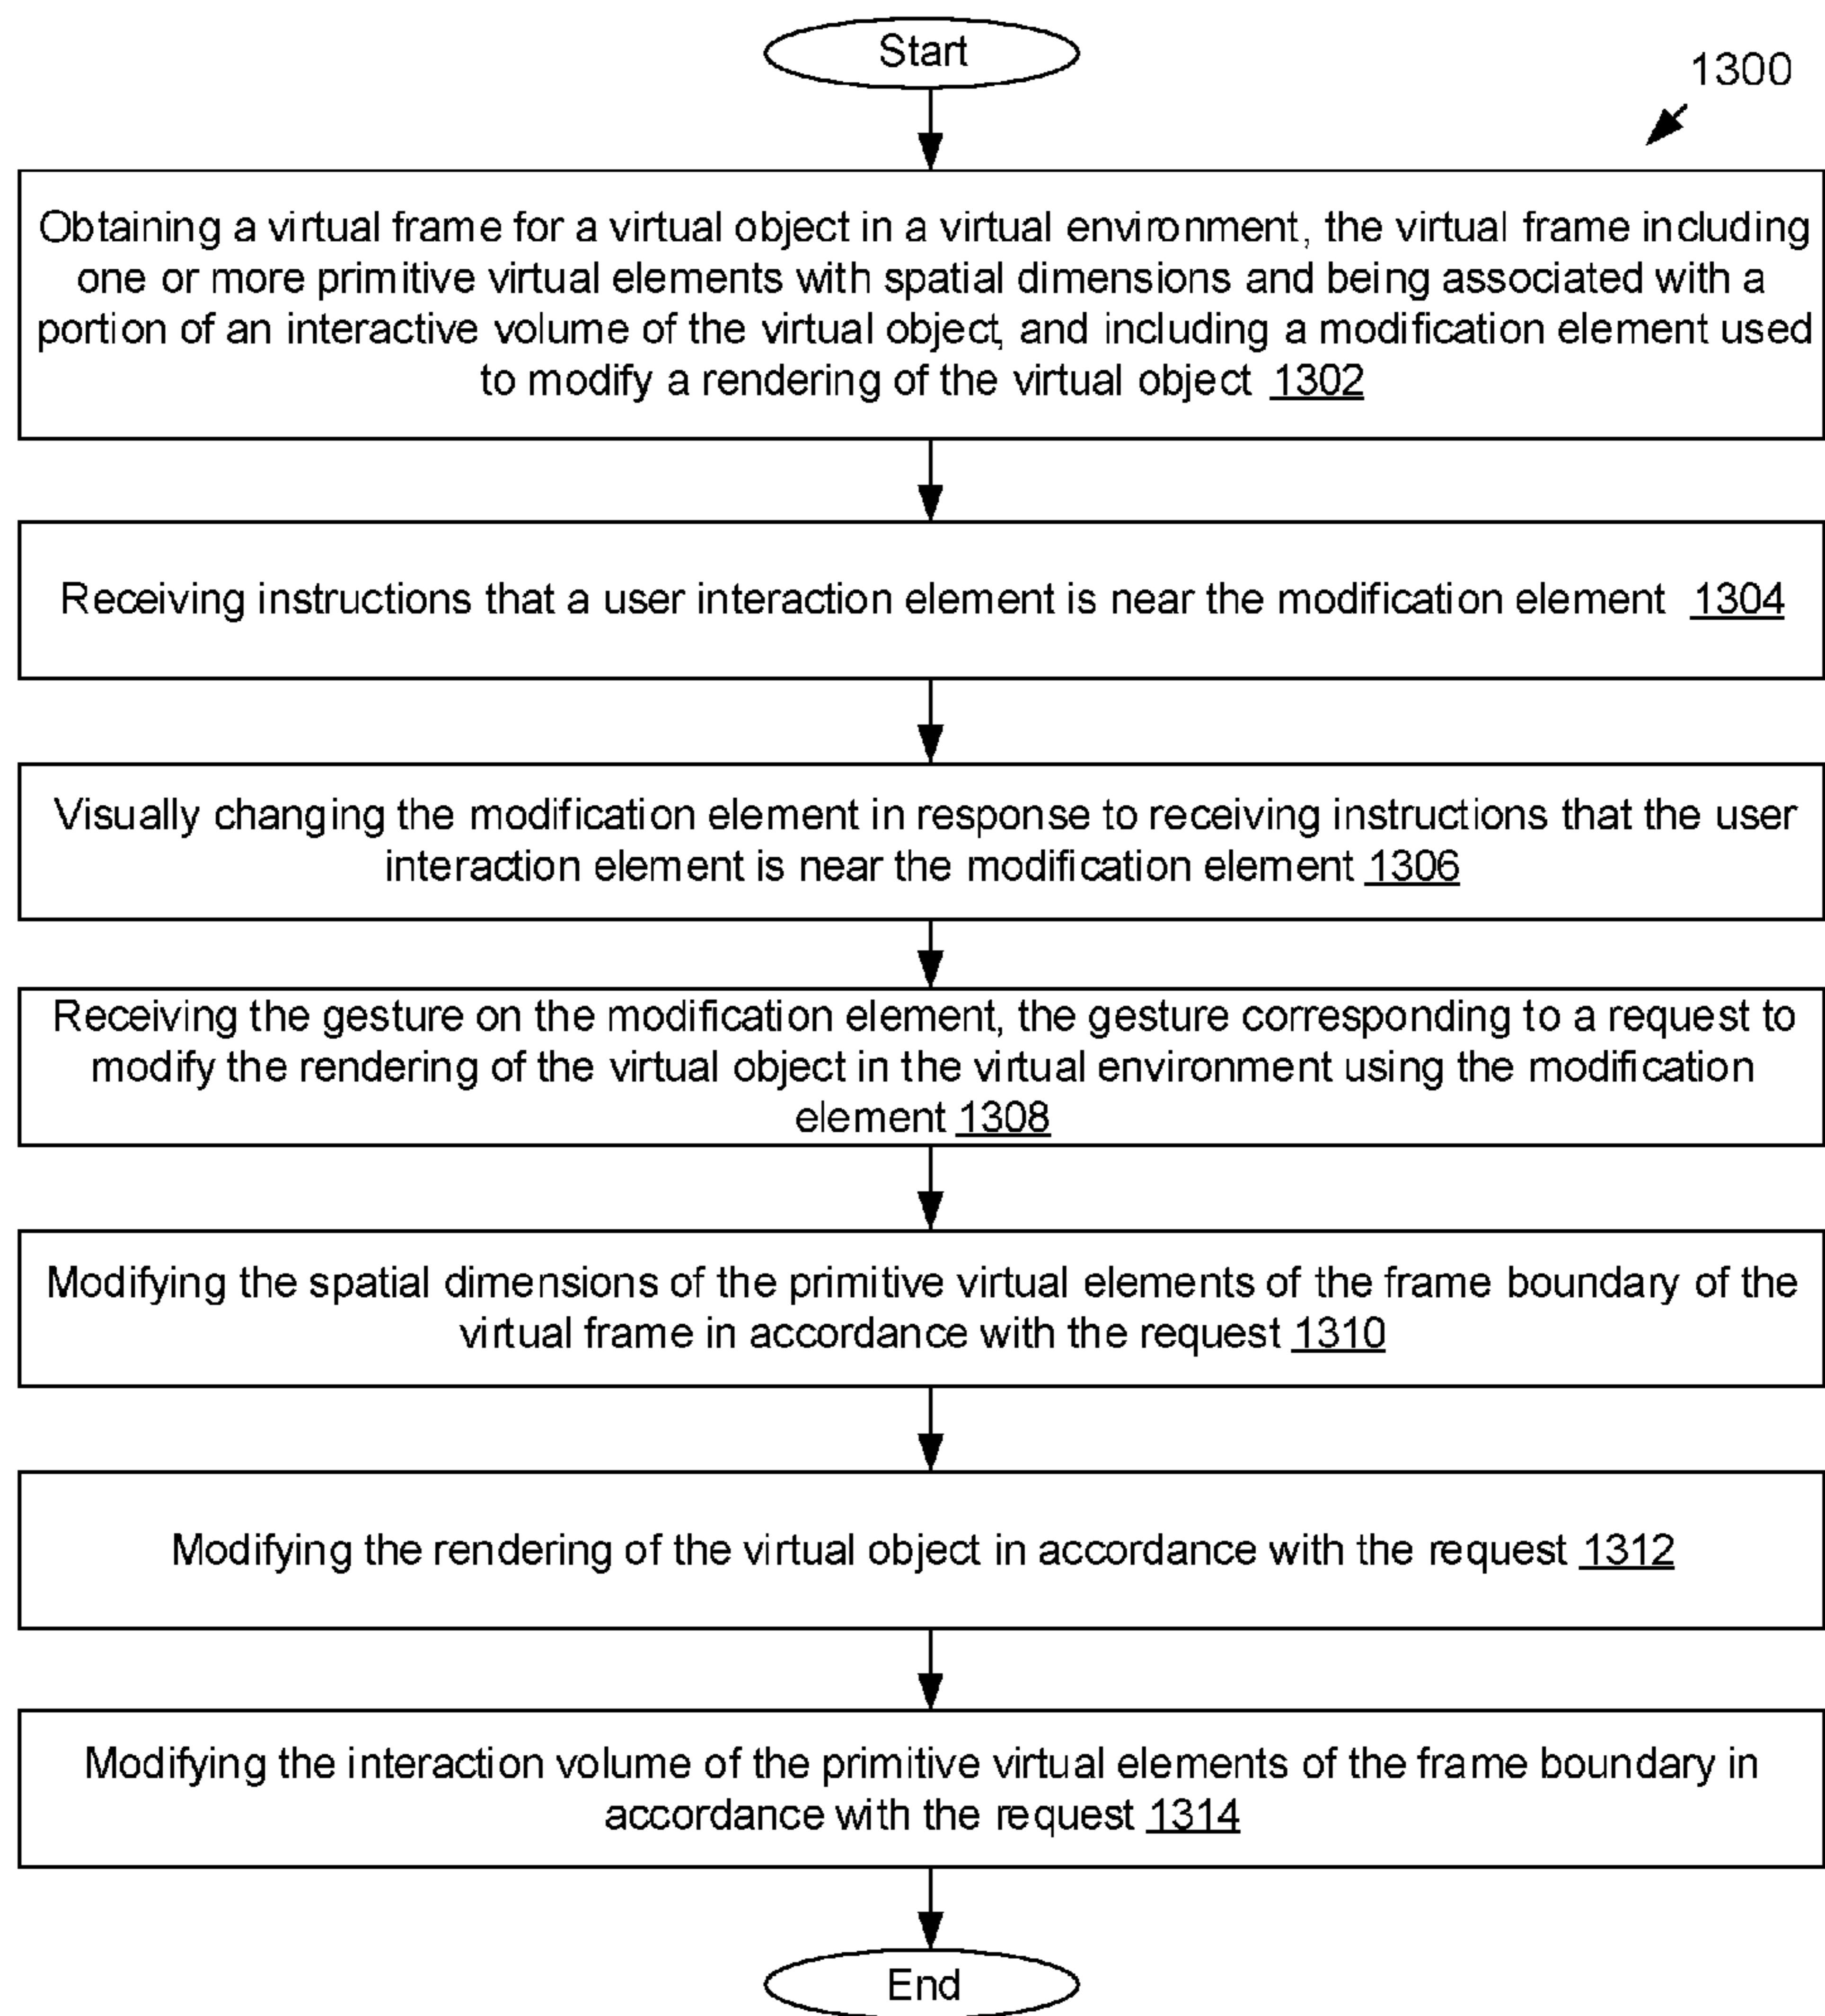 Start
1300
Obtaining a virtual frame for a virtual object in a virtual environment, the virtual frame including
one or more primitive virtual elements with spatial dimensions and being associated with a
portion of an interactive volume of the virtual object, and including a modification element used
to modify a rendering of the virtual object 1302
Receiving instructions that a user interaction element is near the modification element 1304
Visually changing the modification element in response to receiving instructions that the user
interaction element is near the modification element 1306
Receiving the gesture on the modification element, the gesture corresponding to a request to
modify the rendering of the virtual object in the virtual environment using the modification
element 1308
Modifying the spatial dimensions of the primitive virtual elements of the frame boundary of the
virtual frame in accordance with the request 1310
Modifying the rendering of the virtual object in accordance with the request 1312
Modifying the interaction volume of the primitive virtual elements of the frame boundary in
accordance with the request 1314
End